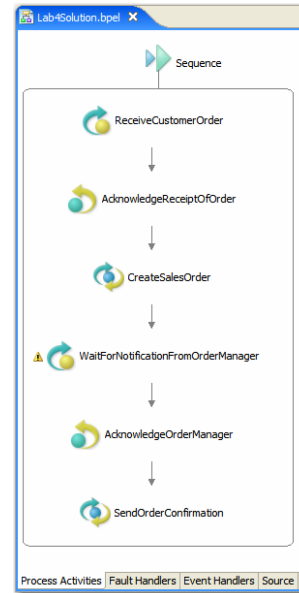 Lab4Solution.bpel
Sequence
ReceiveCustomerOrder
AcknowledgeReceiptOfOrder
CreateSalesOrder
WaitForNotificationFromOrderManager
AcknowledgeOrderManager
SendOrderConfirmation
Process Activities Fault Handlers Event Handlers Source